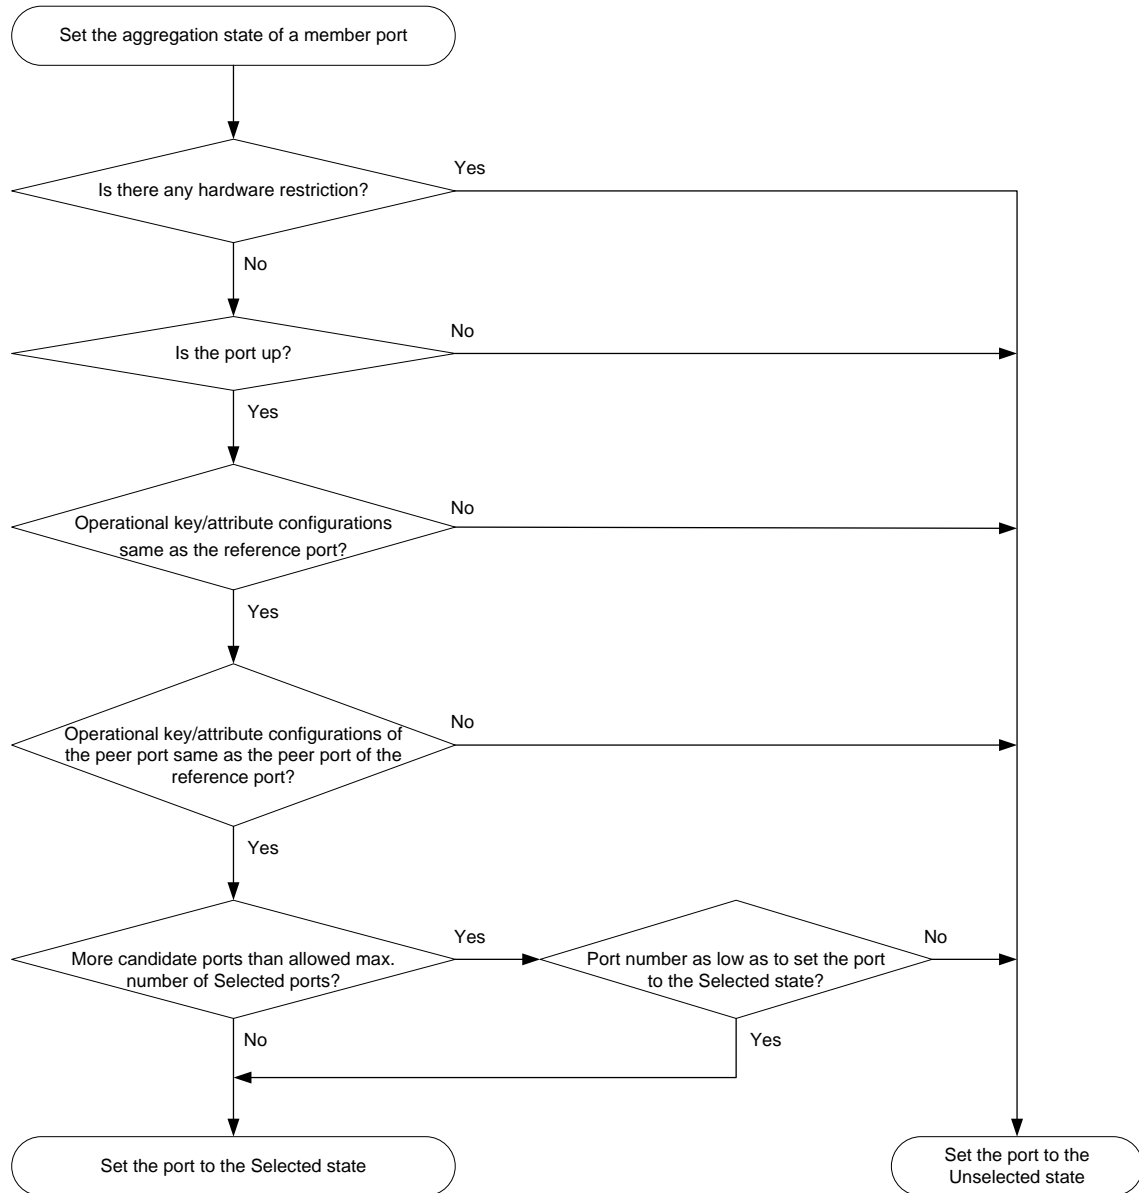 Set the aggregation state of a member port
Is there any hardware restriction?
Yes
No
Is the port up?
No
Yes
Operational key/attribute configurations
same as the reference port?
No
Yes
Operational key/attribute configurations of
the peer port same as the peer port of the
reference port?
No
Yes
More candidate ports than allowed max.
number of Selected ports?
Yes
Port number as low as to set the port
to the Selected state?
No
No
Yes
Set the port to the Selected state
Set the port to the
Unselected state